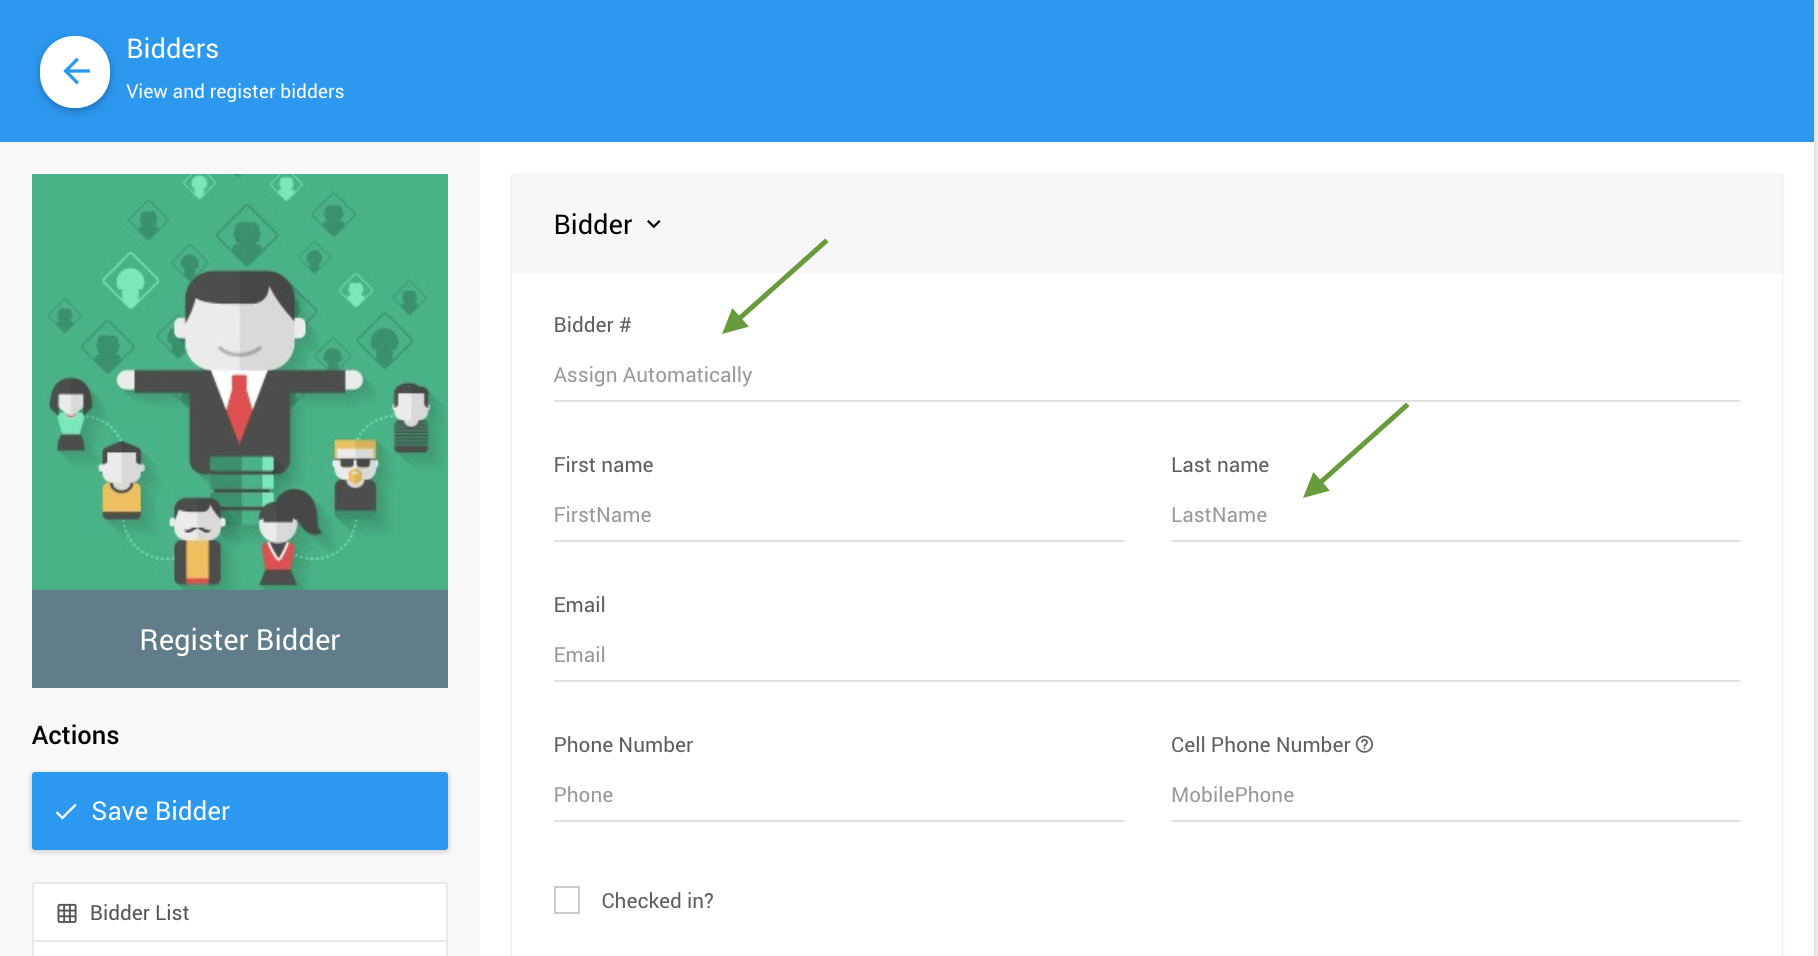 Bidders
View and register bidders
Register Bidder
Actions
Save Bidder
Bidder List
Bidder
Bidder #
Assign Automatically
First name
Last name
FirstName
LastName
Email
Email
Phone Number
Cell Phone Number
Phone
MobilePhone
Checked in?